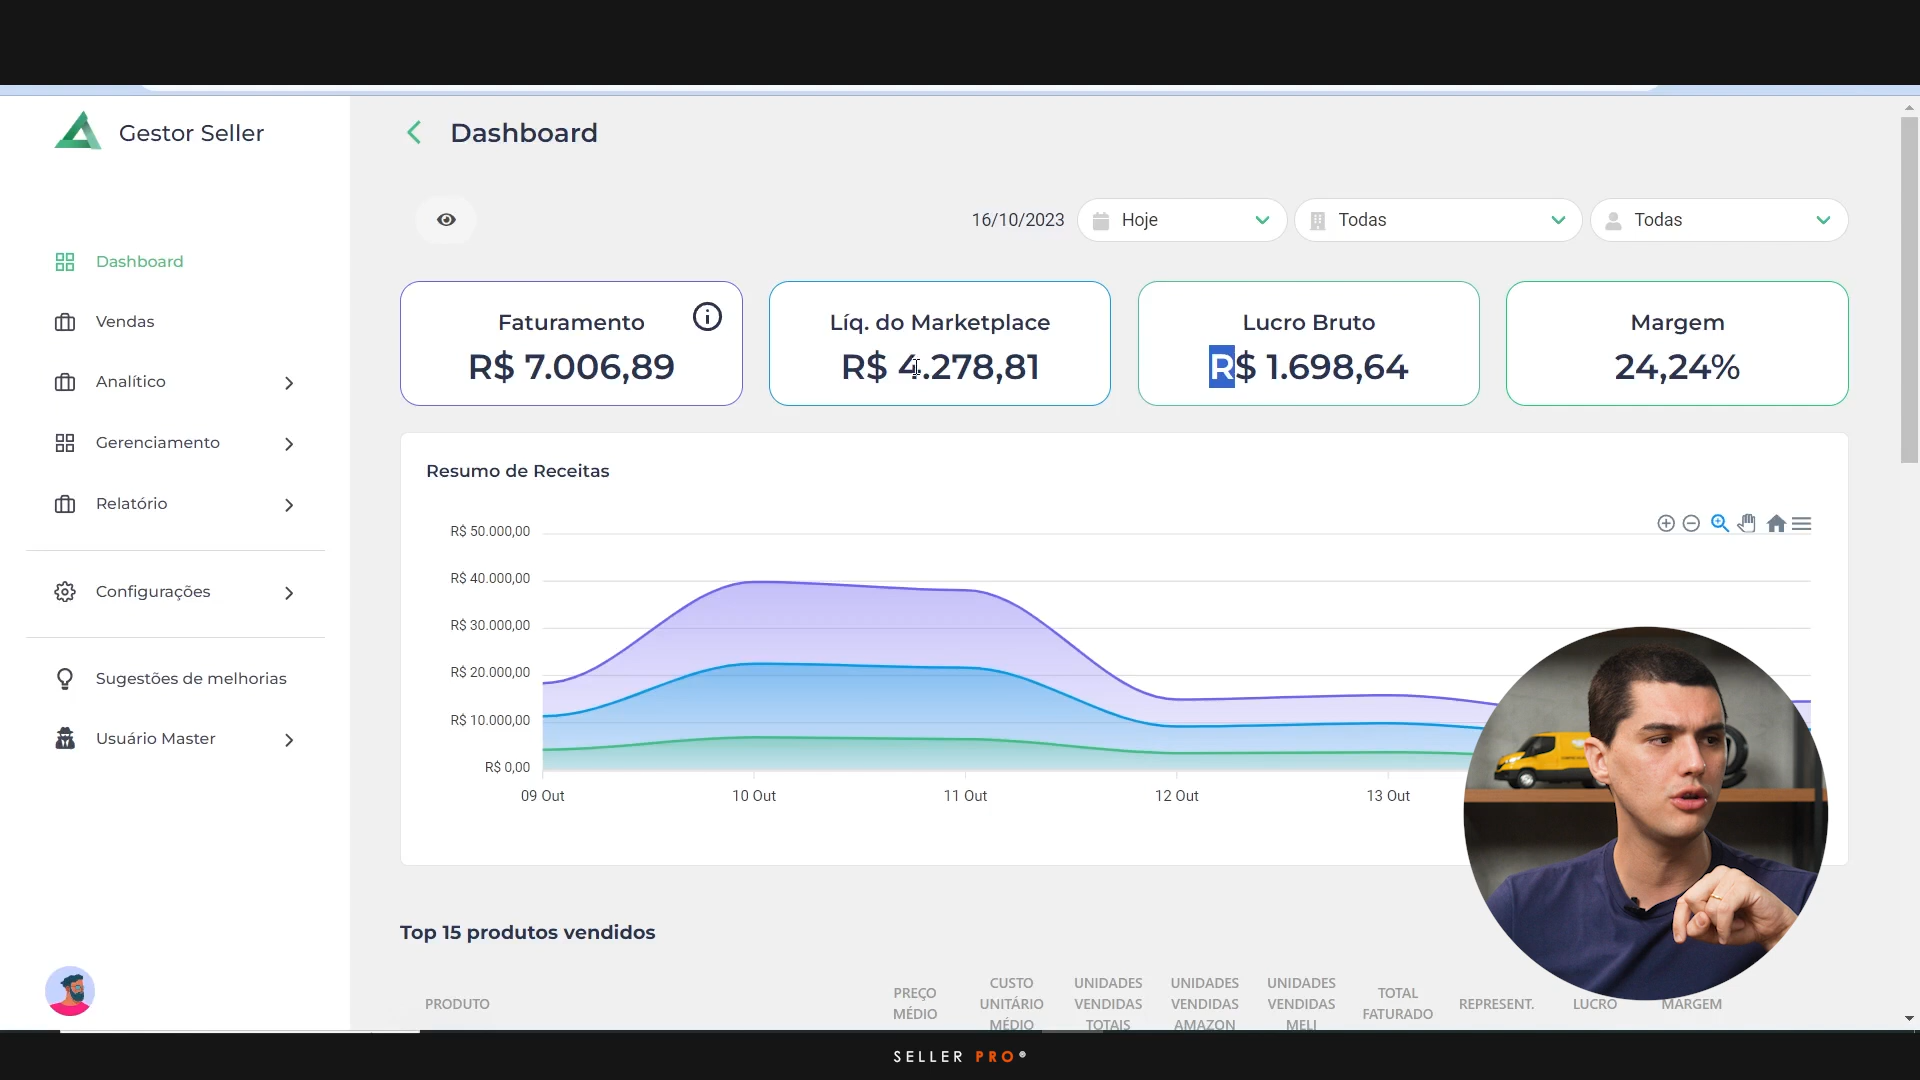 Gestor Seller
Dashboard
16/10/2023
Hoje
Todas
Todas
Dashboard
Vendas
Analítico
Gerenciamento
Relatório
Configurações
Sugestões de melhorias
Usuário Master
Faturamento
R$ 7.006,89
Líq. do Marketplace
R$ 4.278,81
Lucro Bruto
R$ 1.698,64
Margem
24,24%
Resumo de Receitas
R$ 50.000,00
R$ 40.000,00
R$ 30.000,00
R$ 20.000,00
R$ 10.000,00
R$ 0,00
09 Out
10 Out
11 Out
12 Out
13 Out
Top 15 produtos vendidos
PRODUTO
PREÇO
MÉDIO
CUSTO
UNITÁRIO
MÉDIO
UNIDADES
VENDIDAS
TOTAIS
UNIDADES
VENDIDAS
AMAZON
UNIDADES
VENDIDAS
MELI
TOTAL
FATURADO
REPRESENT.
LUCRO
MARGEM
SELLER PRO®